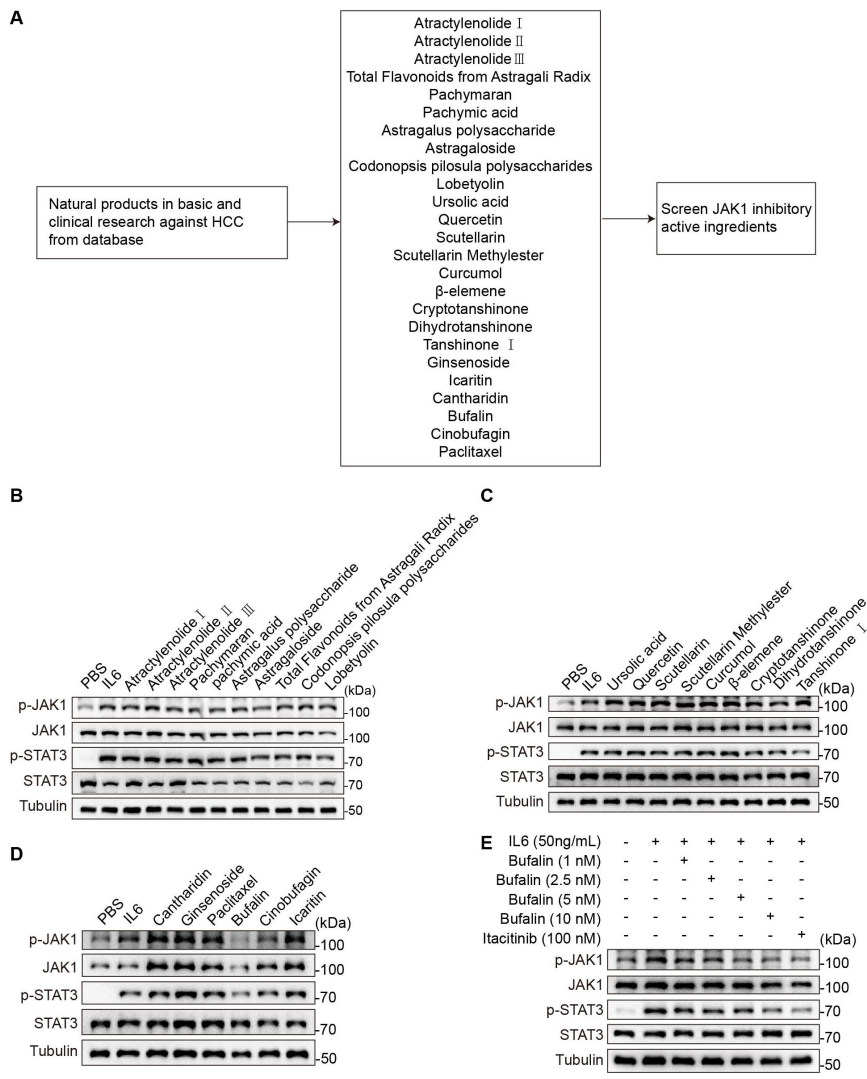 A
Natural products in basic and
clinical research against HCC
from database
Atractylenolide Ⅰ
Atractylenolide Ⅱ
Atractylenolide Ⅲ
Total Flavonoids from Astragali Radix
Pachymaran
Pachymic acid
Astragalus polysaccharide
Astragaloside
Codonopsis pilosula polysaccharides
Lobetyolin
Ursolic acid
Quercetin
Scutellarin
Scutellarin Methylester
Curcumol
β-elemene
Cryptotanshinone
Dihydrotanshinone
Tanshinone Ⅰ
Ginsenoside
Icaritin
Cantharidin
Bufalin
Cinobufagin
Paclitaxel
Screen JAK1 inhibitory
active ingredients
B
PBS
IL6
Atractylenolide Ⅰ
Atractylenolide Ⅱ
Atractylenolide Ⅲ
Pachymaran
pachymic acid
Astragalus polysaccharide
Astragaloside
Total Flavonoids from Astragali Radix
Codonopsis pilosula polysaccharides
Lobetyolin
(kDa)
p-JAK1 -100
JAK1 -100
p-STAT3 -70
STAT3 -70
Tubulin -50
C
PBS
IL6
Ursolic acid
Quercetin
Scutellarin
Scutellarin Methylester
Curcumol
β-elemene
Cryptotanshinone
Dihydrotanshinone
Tanshinone Ⅰ
(kDa)
p-JAK1 -100
JAK1 -100
p-STAT3 -70
STAT3 -70
Tubulin -50
D
PBS
IL6
Cantharidin
Ginsenoside
Paclitaxel
Bufalin
Cinobufagin
Icaritin
(kDa)
p-JAK1 -100
JAK1 -100
p-STAT3 -70
STAT3 -70
Tubulin -50
E
IL6 (50ng/mL) - + + + + + +
Bufalin (1 nM) - - + - - - -
Bufalin (2.5 nM) - - - + - - -
Bufalin (5 nM) - - - - + - -
Bufalin (10 nM) - - - - - + -
Itacitinib (100 nM) - - - - - - +
(kDa)
p-JAK1 -100
JAK1 -100
p-STAT3 -70
STAT3 -70
Tubulin -50